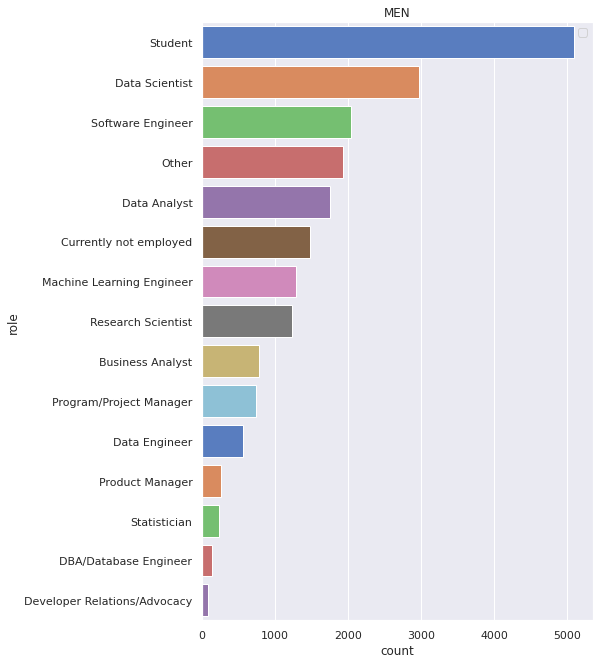 MEN
Student
Data Scientist
Software Engineer
Other
Data Analyst
Currently not employed
Machine Learning Engineer
Research Scientist
Business Analyst
Program/Project Manager
Data Engineer
Product Manager
Statistician
DBA/Database Engineer
Developer Relations/Advocacy
role
0 1000 2000 3000 4000 5000
count